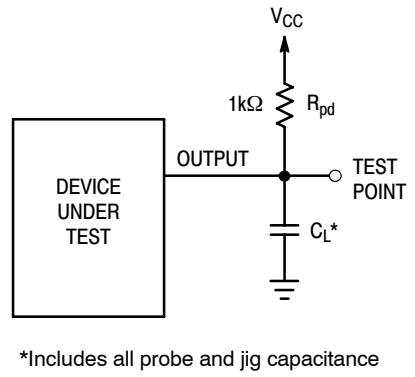 VCC
1kΩ Rpd
OUTPUT
TEST
POINT
DEVICE
UNDER
TEST
CL*
*Includes all probe and jig capacitance